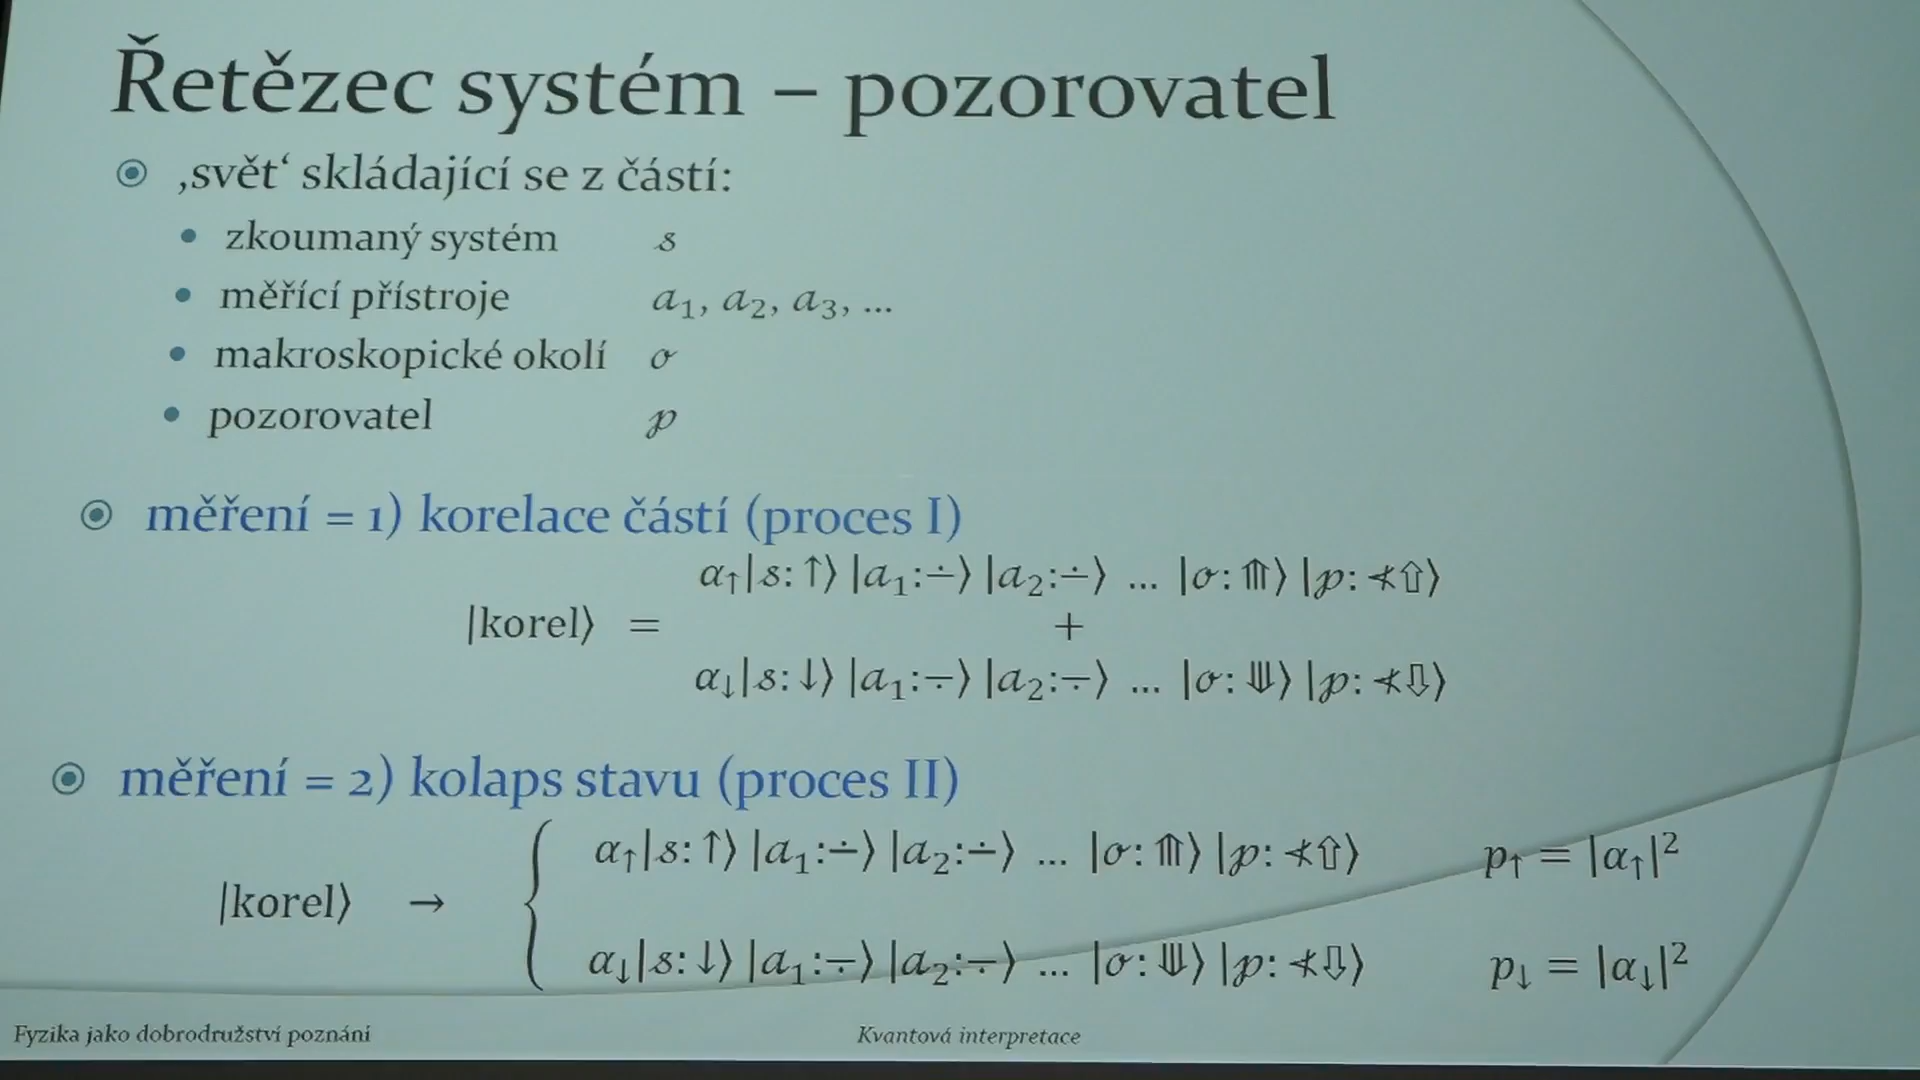 Řetězec systém – pozorovatel
‚svět‘ skládající se z částí:
zkoumaný systém 𝓈
měřící přístroje 𝒶₁, 𝒶₂, 𝒶₃, ...
makroskopické okolí ℴ
pozorovatel 𝓅
měření = 1) korelace částí (proces I)
α↑|𝓈:↑⟩ |𝒶₁:∸⟩ |𝒶₂:∸⟩ ... |ℴ:⤊⟩ |𝓅:∢⇧⟩
|korel⟩ = +
α↓|𝓈:↓⟩ |𝒶₁:⨪⟩ |𝒶₂:⨪⟩ ... |ℴ:⤋⟩ |𝓅:∢⇩⟩
měření = 2) kolaps stavu (proces II)
α↑|𝓈:↑⟩ |𝒶₁:∸⟩ |𝒶₂:∸⟩ ... |ℴ:⤊⟩ |𝓅:∢⇧⟩ p↑ = |α↑|²
|korel⟩ → {
α↓|𝓈:↓⟩ |𝒶₁:⨪⟩ |𝒶₂:⨪⟩ ... |ℴ:⤋⟩ |𝓅:∢⇩⟩ p↓ = |α↓|²
Fyzika jako dobrodružství poznání
Kvantová interpretace